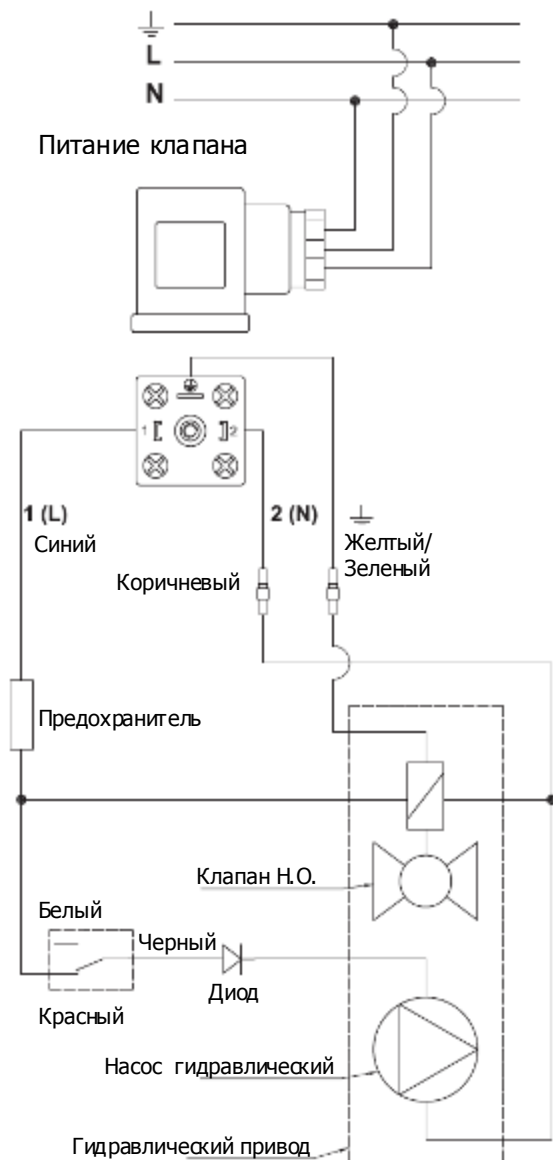 L
N
Питание клапана
1 2
1 (L)
Синий
2 (N)
Желтый/
Зеленый
Коричневый
Предохранитель
Клапан Н.О.
Белый
Черный
Диод
Красный
Насос гидравлический
Гидравлический привод